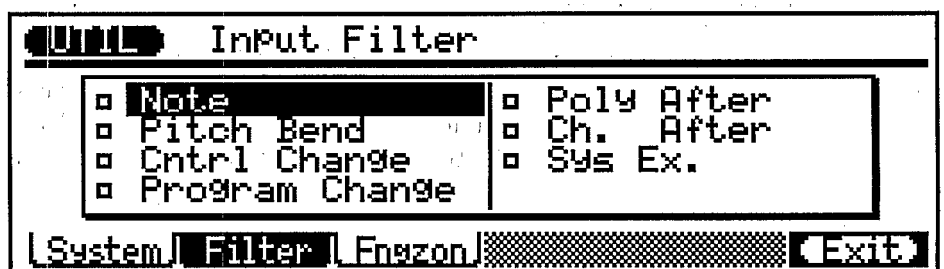 UTIL Input Filter
Note
Pitch Bend
Cntrl Change
Program Change
Poly After
Ch. After
Sys Ex.
System Filter Fngzon Exit